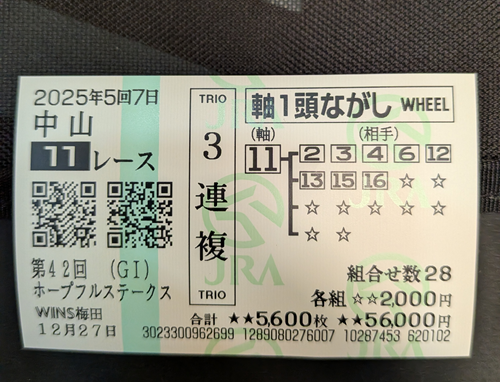 2025年5回7日
中山
11レース
第42回 (GⅠ)
ホープフルステークス
WINS梅田
12月27日
TRIO
3連複
TRIO
軸1頭ながし WHEEL
(軸) (相手)
11 2 3 4 6 12
13 15 16 ☆ ☆
☆ ☆ ☆ ☆ ☆
☆ ☆
組合せ数28
各組 ☆☆2,000円
合計 ★★5,600枚 ★★56,000円
3023300962699 1289080276007 10287453 620102
JRA
JRA